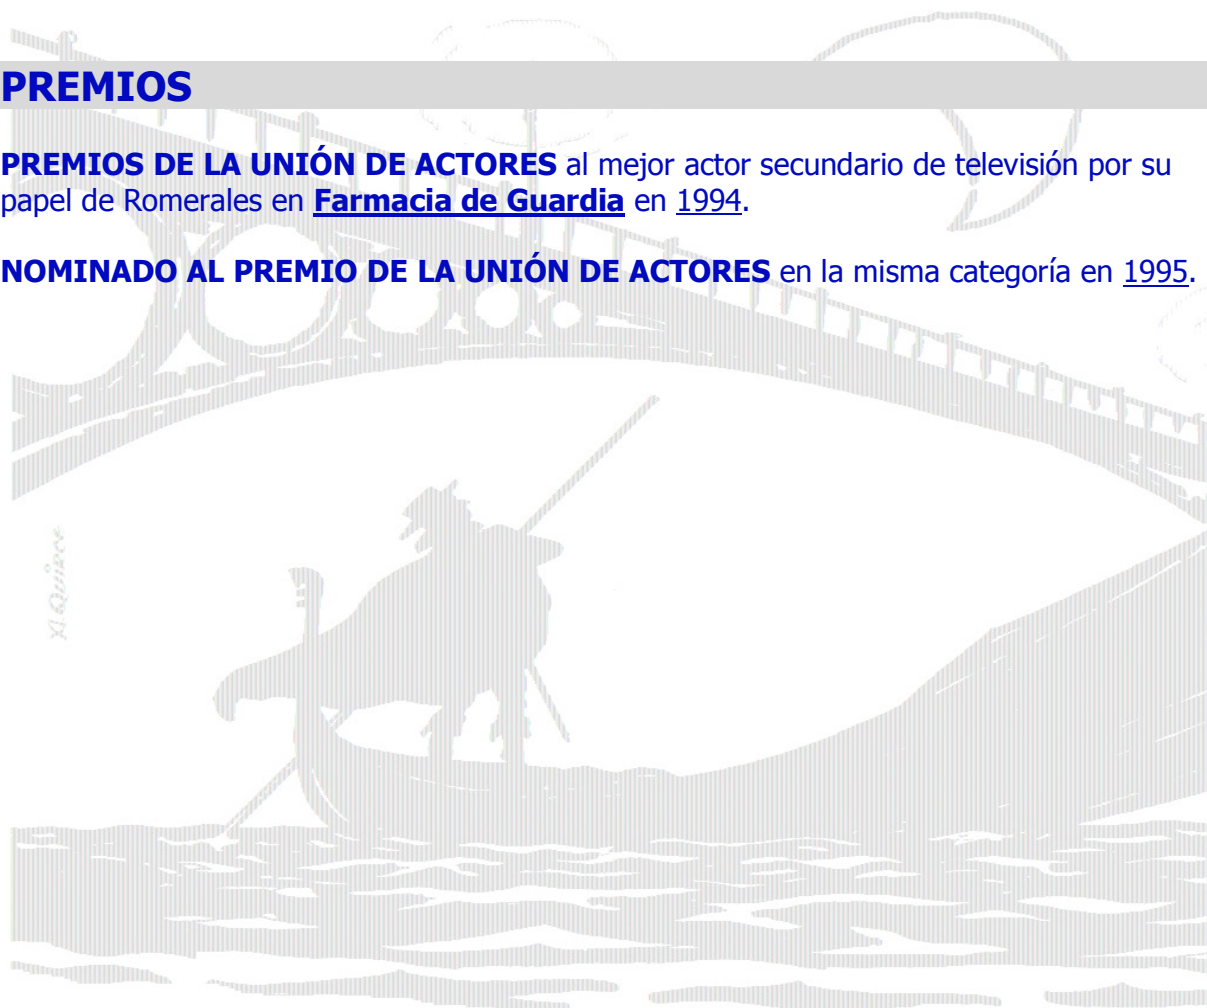 PREMIOS
PREMIOS DE LA UNIÓN DE ACTORES al mejor actor secundario de televisión por su
papel de Romerales en Farmacia de Guardia en 1994.
NOMINADO AL PREMIO DE LA UNIÓN DE ACTORES en la misma categoría en 1995.